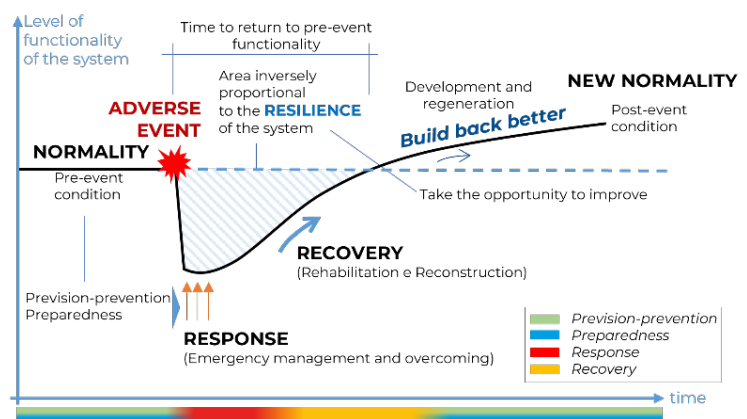 Level of
functionality
of the system
Time to return to pre-event
functionality
Area inversely
proportional
to the RESILIENCE
of the system
ADVERSE
EVENT
NORMALITY
Pre-event
condition
Development and
regeneration
Build back better
NEW NORMALITY
Post-event
condition
Take the opportunity to improve
RECOVERY
(Rehabilitation e Reconstruction)
Prevision-prevention
Preparedness
RESPONSE
(Emergency management and overcoming)
Prevision-prevention
Preparedness
Response
Recovery
time